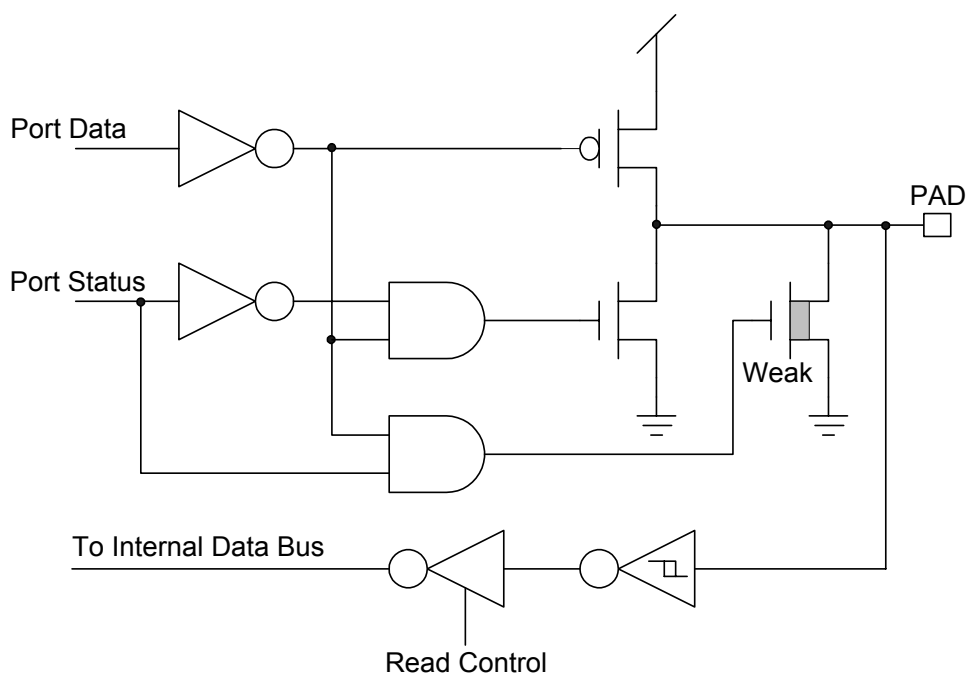 Port Data
PAD
Port Status
Weak
To Internal Data Bus
Read Control